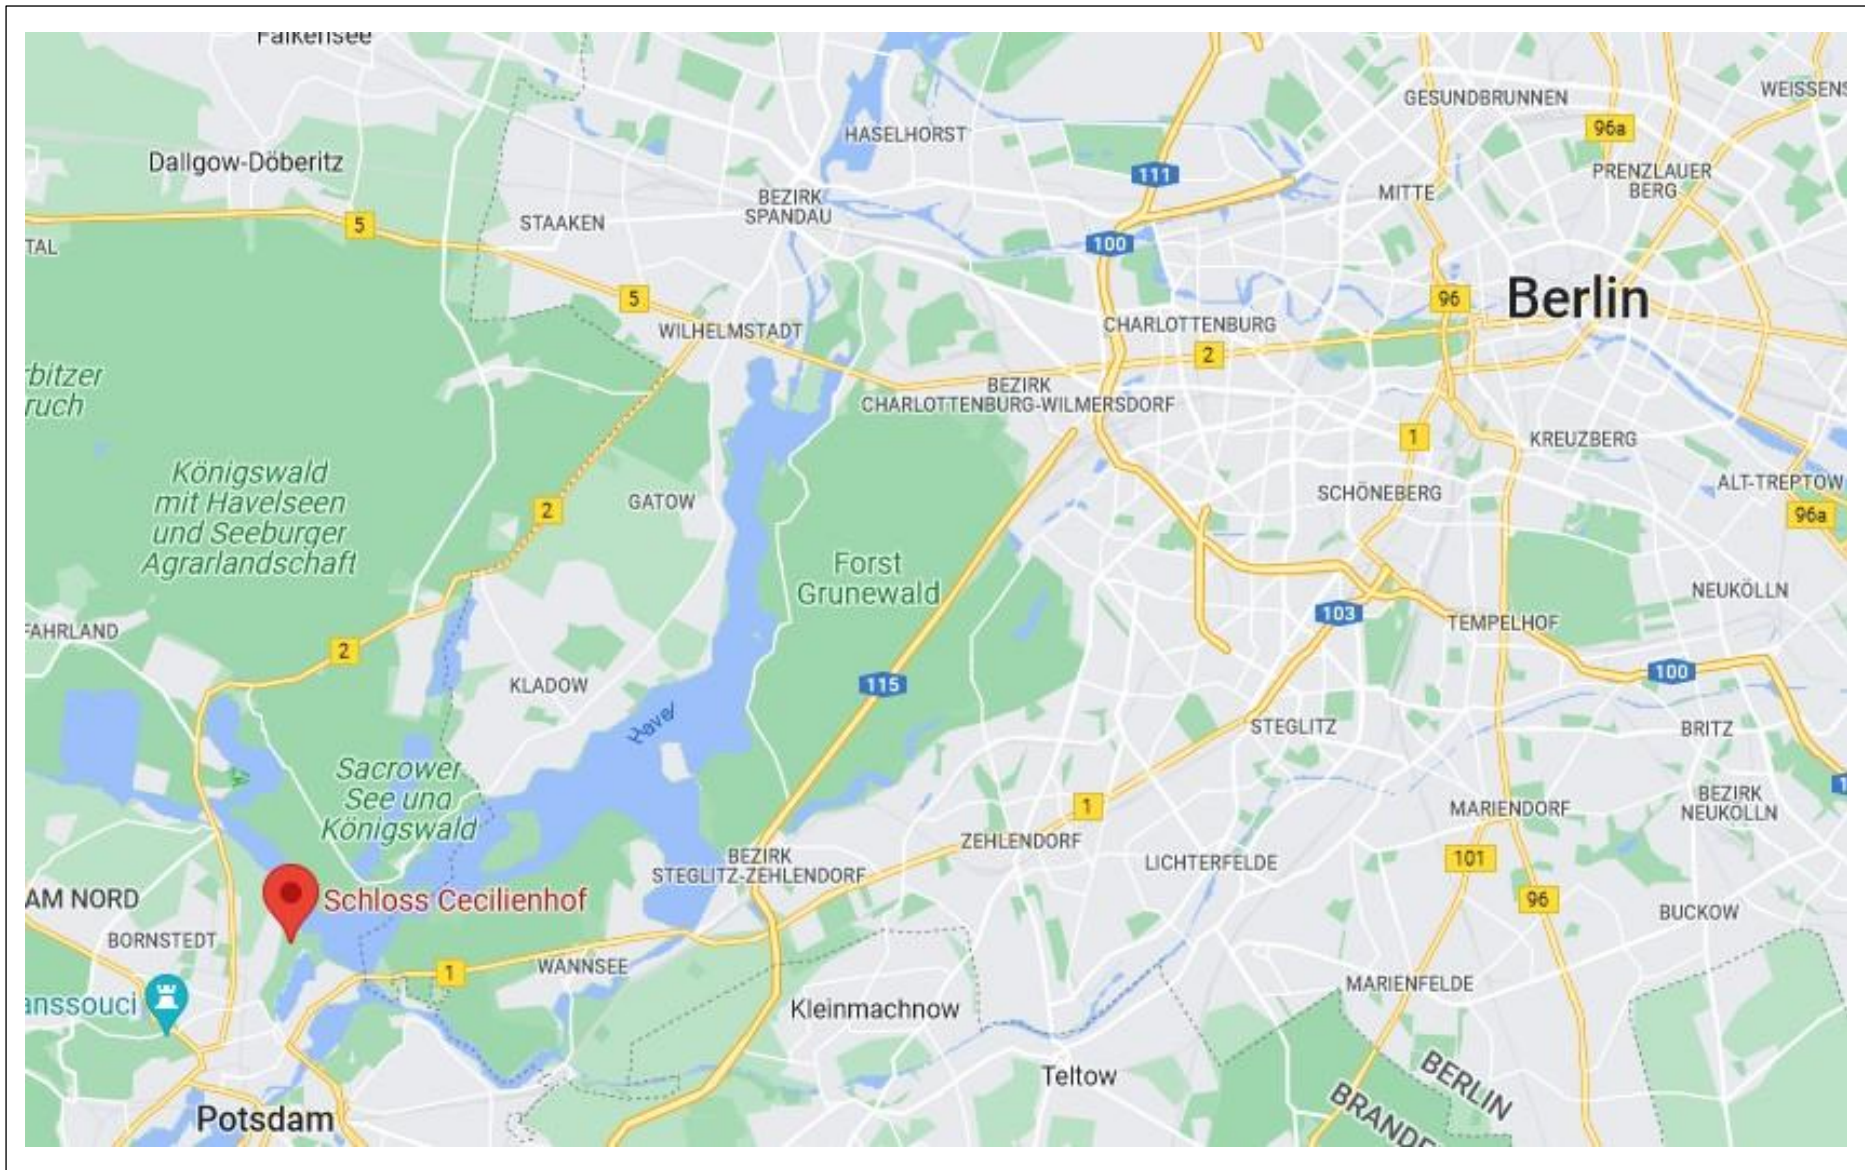 Falkensee
WEISSENS
GESUNDBRUNNEN
96a
HASELHORST
Dallgow-Döberitz
111
PRENZLAUER
BERG
MITTE
BEZIRK
SPANDAU
STAAKEN
5
TAL
100
5
96
Berlin
WILHELMSTADT
CHARLOTTENBURG
2
rbitzer
ruch
BEZIRK
CHARLOTTENBURG-WILMERSDORF
1
KREUZBERG
Königswald
mit Havelseen
und Seeburger
Agrarlandschaft
GATOW
2
SCHÖNEBERG
ALT-TREPTOW
96a
Forst
Grunewald
NEUKÖLLN
103
TEMPELHOF
FAHRLAND
2
KLADOW
115
100
Havel
STEGLITZ
BRITZ
Sacrower
See und
Königswald
1
1
MARIENDORF
BEZIRK
NEUKÖLLN
ZEHLENDORF
BEZIRK
STEGLITZ-ZEHLENDORF
LICHTERFELDE
101
Schloss Cecilienhof
AM NORD
96
BUCKOW
BORNSTEDT
1
WANNSEE
MARIENFELDE
anssouci
Kleinmachnow
Teltow
BERLIN
BRANDE
Potsdam